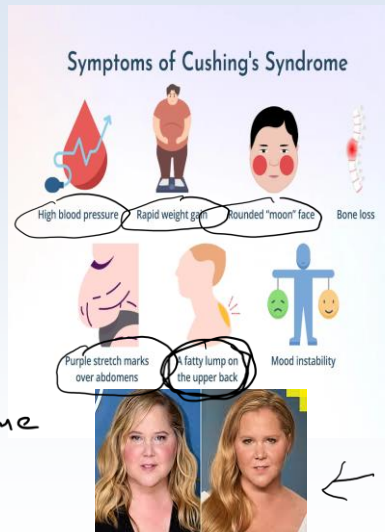 Symptoms of Cushing's Syndrome
High blood pressure
Rapid weight gain
Rounded "moon" face
Bone loss
Purple stretch marks
over abdomens
A fatty lump on
the upper back
Mood instability